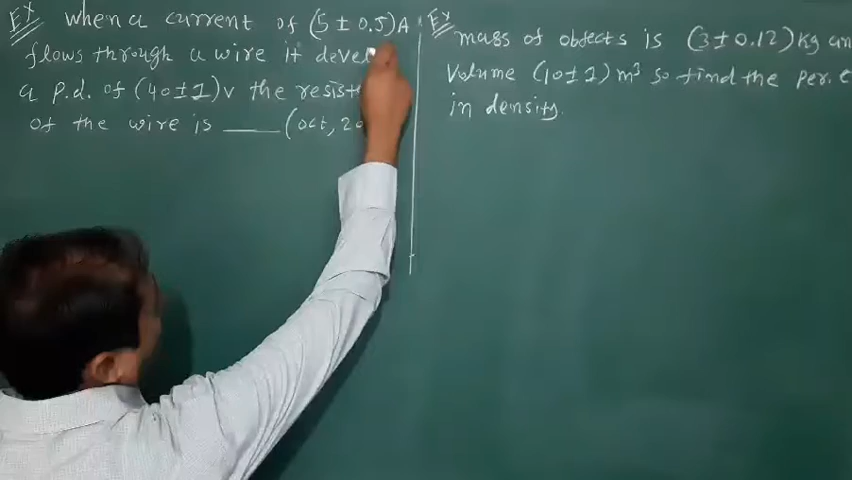 Ex when a current of (5 ± 0.5)A
flows through a wire it deve
a p.d. of (40 ± 1)v the resist
of the wire is ____ (oct, 20
Ex mass of objects is (3 ± 0.12) Kg an
volume (10 ± 1) m³ so find the per. e
in density.